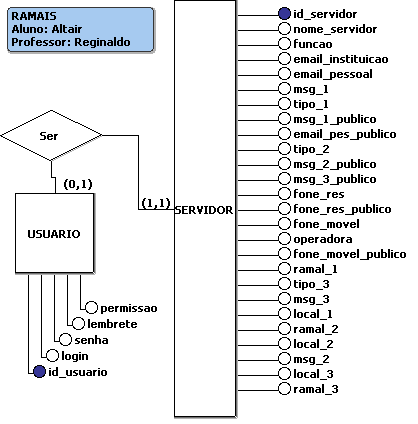 RAMAIS
Aluno: Altair
Professor: Reginaldo
Ser
(0,1)
(1,1)
USUARIO
permissao
lembrete
senha
login
id_usuario
SERVIDOR
id_servidor
nome_servidor
funcao
email_instituicao
email_pessoal
msg_1
tipo_1
msg_1_publico
email_pes_publico
tipo_2
msg_2_publico
msg_3_publico
fone_res
fone_res_publico
fone_movel
operadora
fone_movel_publico
ramal_1
tipo_3
msg_3
local_1
ramal_2
local_2
msg_2
local_3
ramal_3